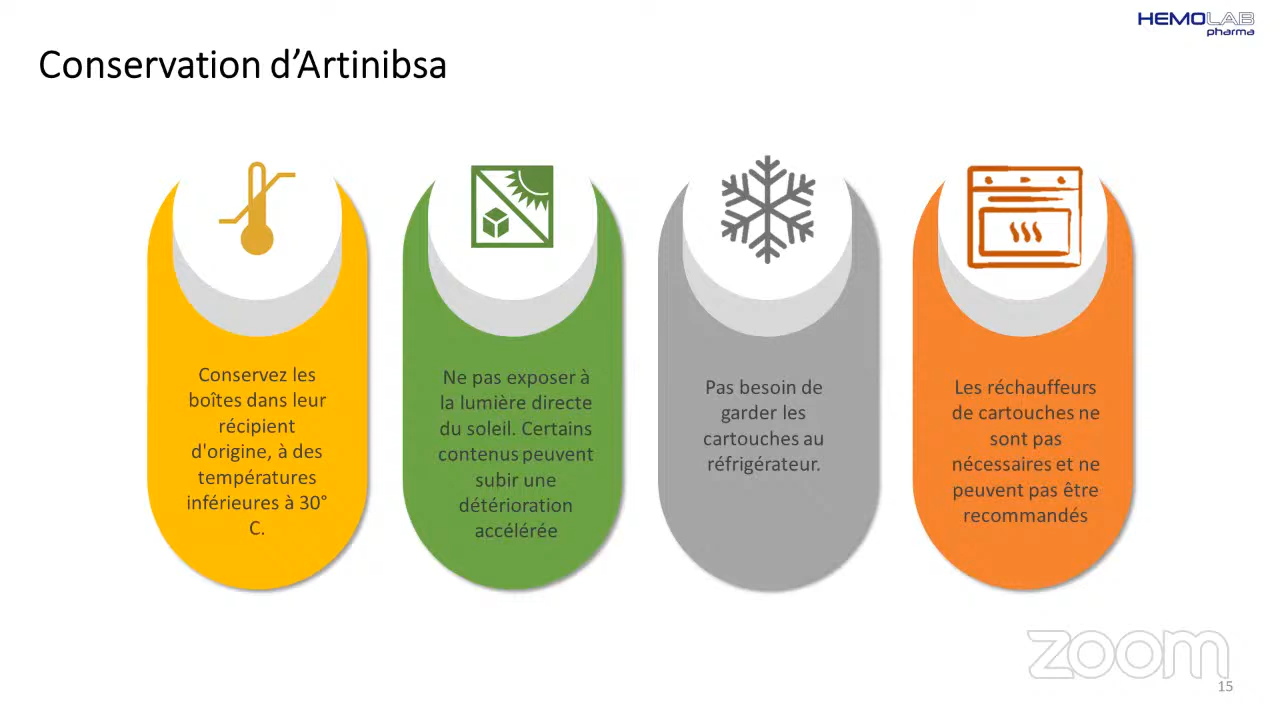 HEMOLAB
pharma
Conservation d’Artinibsa
Conservez les
boîtes dans leur
récipient
d'origine, à des
températures
inférieures à 30°
C.
Ne pas exposer à
la lumière directe
du soleil. Certains
contenus peuvent
subir une
détérioration
accélérée
Pas besoin de
garder les
cartouches au
réfrigérateur.
Les réchauffeurs
de cartouches ne
sont pas
nécessaires et ne
peuvent pas être
recommandés
zoom
15